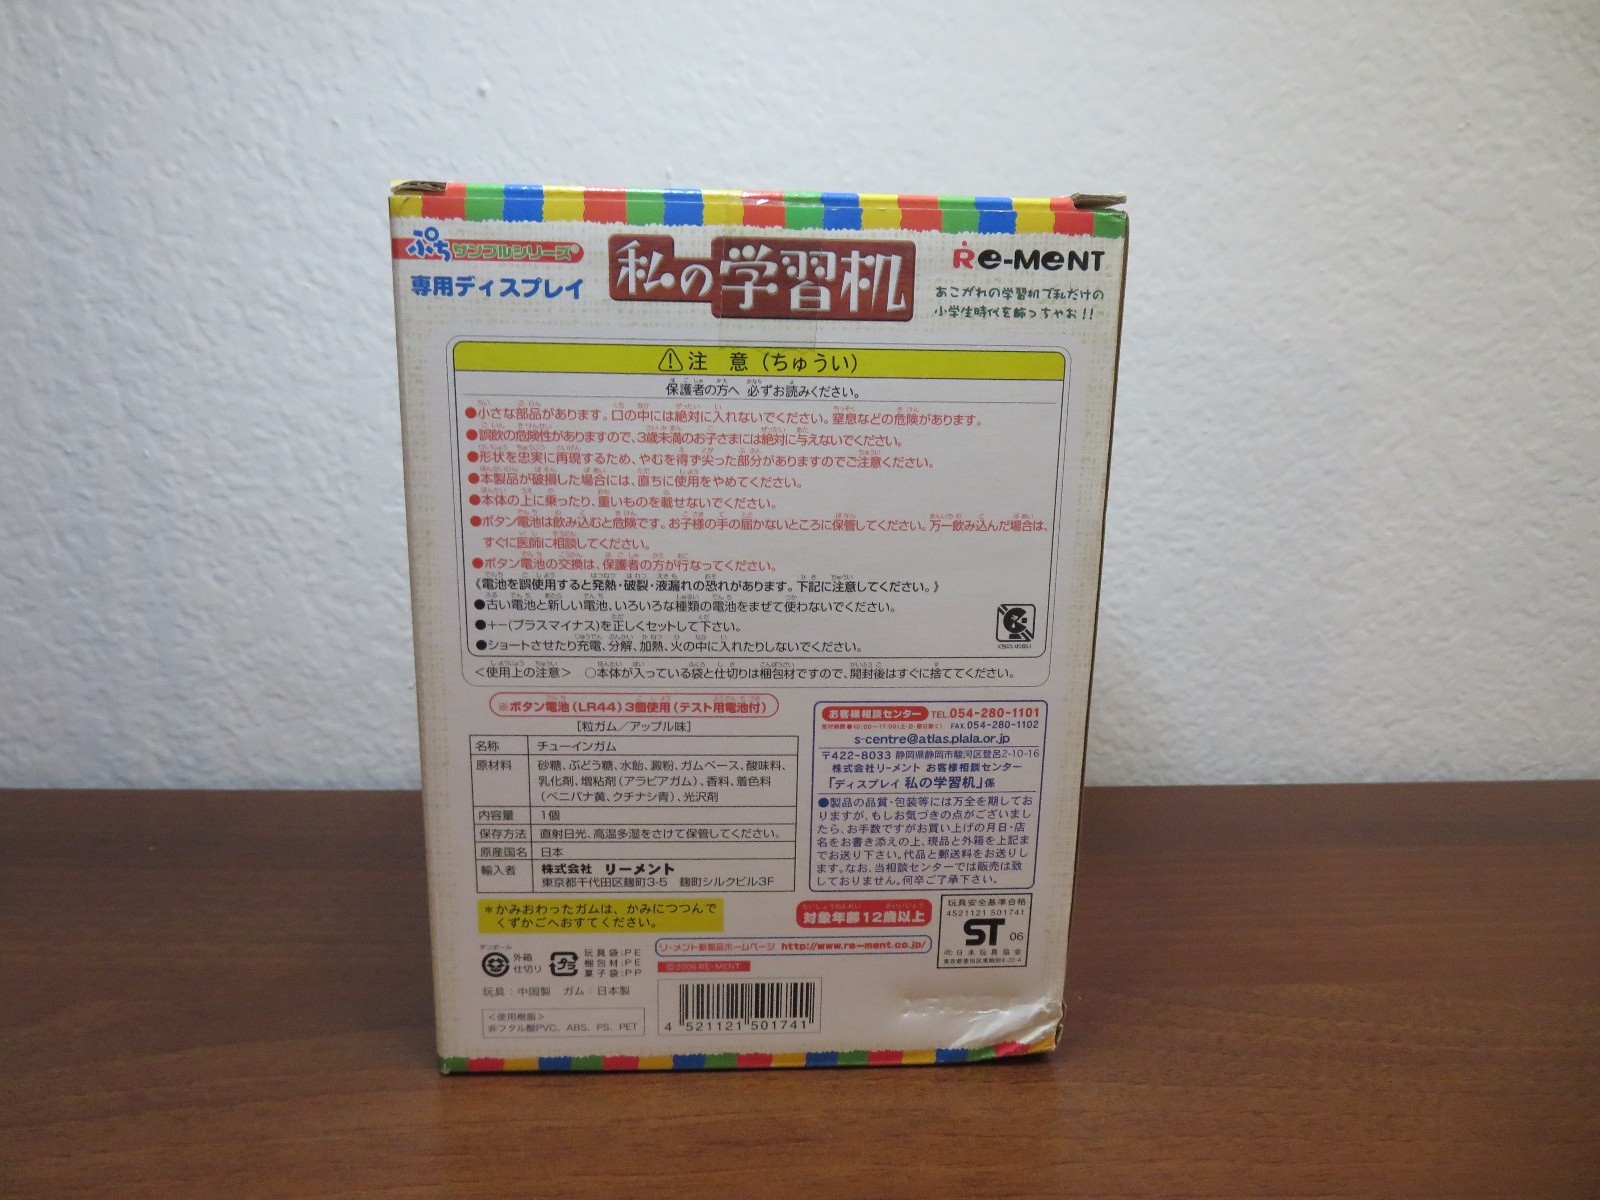 ぷちサンプルシリーズ
専用ディスプレイ
私の学習机
Re-MeNT
あこがれの学習机で私だけの
小学生時代を飾っちゃお!!
注 意(ちゅうい)
保護者の方へ 必ずお読みください。
●小さな部品があります。口の中には絶対に入れないでください。窒息などの危険があります。
●誤飲の危険性がありますので、3歳未満のお子さまには絶対に与えないでください。
●形状を忠実に再現するため、やむを得ず尖った部分がありますのでご注意ください。
●本製品が破損した場合には、直ちに使用をやめてください。
●本体の上に乗ったり、重いものを載せないでください。
●ボタン電池は飲み込むと危険です。お子様の手の届かないところに保管してください。万一飲み込んだ場合は、
すぐに医師に相談してください。
●ボタン電池の交換は、保護者の方が行なってください。
《電池を誤使用すると発熱・破裂・液漏れの恐れがあります。下記に注意してください。》
●古い電池と新しい電池、いろいろな種類の電池をまぜて使わないでください。
●+−(プラスマイナス)を正しくセットして下さい。
●ショートさせたり充電、分解、加熱、火の中に入れたりしないでください。
<使用上の注意> ○本体が入っている袋と仕切りは梱包材ですので、開封後はすぐに捨ててください。
※ボタン電池(LR44)3個使用(テスト用電池付)
[粒ガム/アップル味]
名称 チューインガム
原材料 砂糖、ぶどう糖、水飴、澱粉、ガムベース、酸味料、
乳化剤、増粘剤(アラビアガム)、香料、着色料
(ベニバナ黄、クチナシ青)、光沢剤
内容量 1個
保存方法 直射日光、高温多湿をさけて保管してください。
原産国名 日本
輸入者 株式会社 リーメント
東京都千代田区麹町3-5 麹町シルクビル3F
お客様相談センター TEL.054-280-1101
FAX.054-280-1102
s-centre@atlas.plala.or.jp
〒422-8033 静岡県静岡市駿河区登呂2-10-16
株式会社リーメント お客様相談センター
「ディスプレイ 私の学習机」係
●製品の品質・包装等には万全を期してお
りますが、もしお気づきの点がございまし
たら、お手数ですがお買い上げの月日・店
名をお書き添えの上、現品と外箱を上記ま
でお送り下さい。代品と郵送料をお送りし
ます。なお、当相談センターでは販売は致
しておりません。何卒ご了承下さい。
*かみおわったガムは、かみにつつんで
くずかごへおすてください。
対象年齢12歳以上
玩具安全基準合格
4521121 501741
ST 06
(社)日本玩具協会
リーメント新製品ホームページ http://www.re-ment.co.jp/
©2006 RE-MENT
ダンボール
外箱
仕切り
プラ
玩具袋:PE
梱包材:PE
菓子袋:PP
玩具:中国製 ガム:日本製
<使用樹脂>
非フタル酸PVC、ABS、PS、PET
4 521121 501741